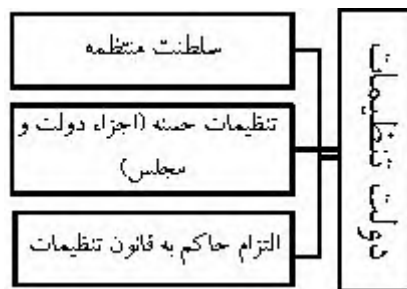 دولت تنظیمات
سلطنت منتظمه
تنظیمات حسنه (اجزاء دولت و
مجلس)
التزام حاکم به قانون تنظیمات